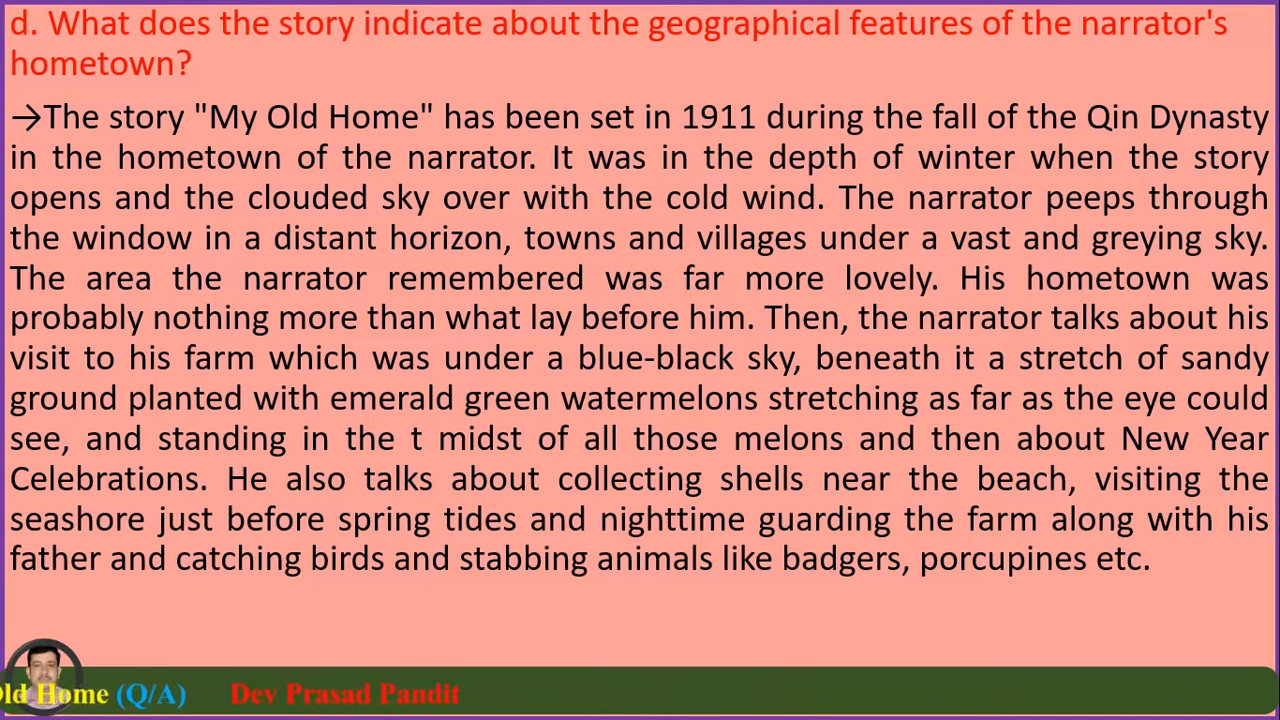 d. What does the story indicate about the geographical features of the narrator's
hometown?
→The story "My Old Home" has been set in 1911 during the fall of the Qin Dynasty
in the hometown of the narrator. It was in the depth of winter when the story
opens and the clouded sky over with the cold wind. The narrator peeps through
the window in a distant horizon, towns and villages under a vast and greying sky.
The area the narrator remembered was far more lovely. His hometown was
probably nothing more than what lay before him. Then, the narrator talks about his
visit to his farm which was under a blue-black sky, beneath it a stretch of sandy
ground planted with emerald green watermelons stretching as far as the eye could
see, and standing in the t midst of all those melons and then about New Year
Celebrations. He also talks about collecting shells near the beach, visiting the
seashore just before spring tides and nighttime guarding the farm along with his
father and catching birds and stabbing animals like badgers, porcupines etc.
Old Home (Q/A) Dev Prasad Pandit